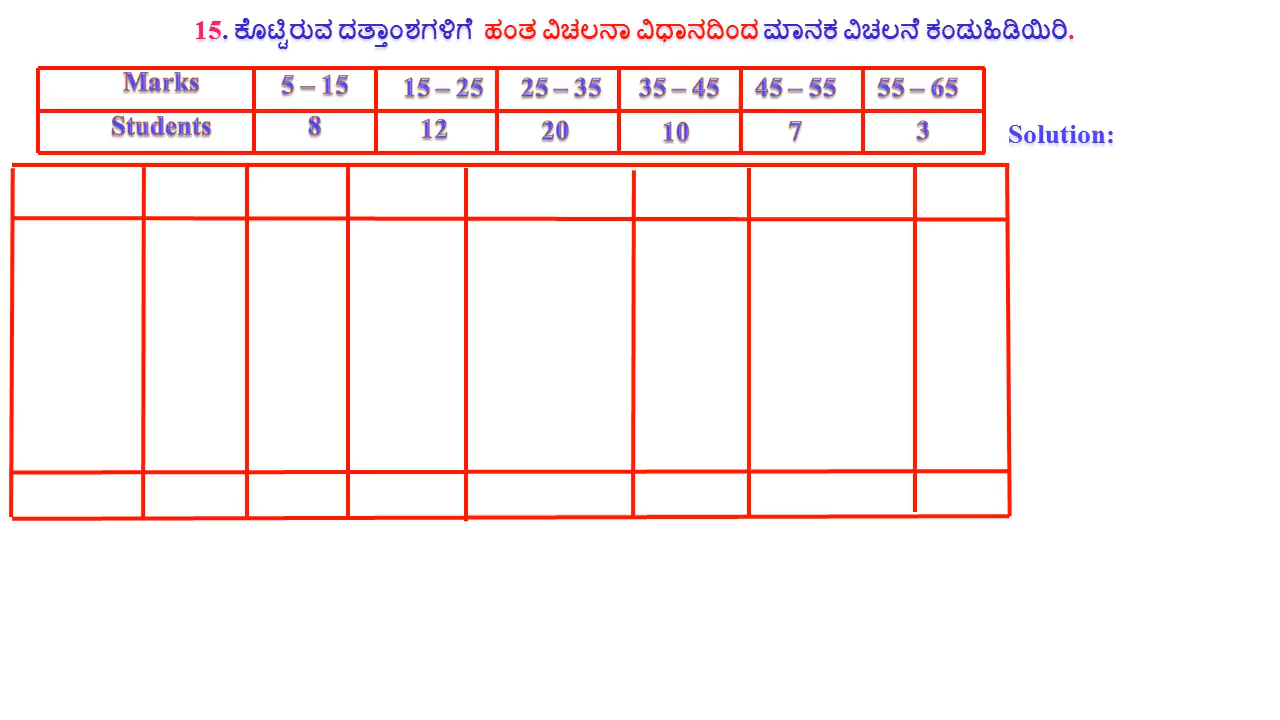 15. ಕೊಟ್ಟಿರುವ ದತ್ತಾಂಶಗಳಿಗೆ ಹಂತ ವಿಚಲನಾ ವಿಧಾನದಿಂದ ಮಾನಕ ವಿಚಲನೆ ಕಂಡುಹಿಡಿಯಿರಿ.
Marks 5 – 15 15 – 25 25 – 35 35 – 45 45 – 55 55 – 65
Students 8 12 20 10 7 3
Solution: